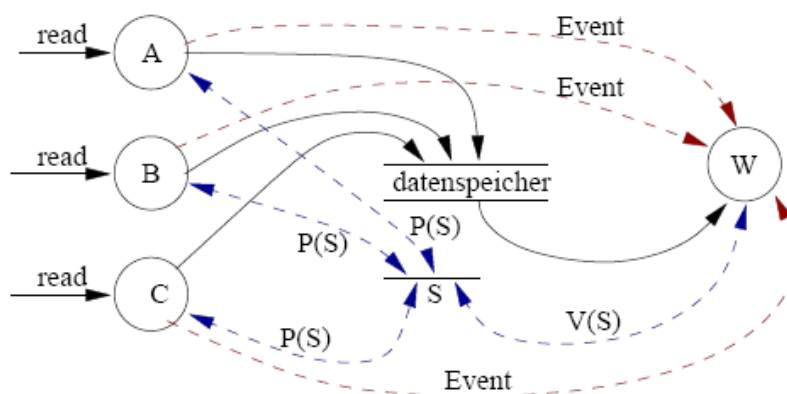 read
A
Event
Event
read
B
datenspeicher
W
P(S)
P(S)
read
C
S
P(S)
V(S)
Event